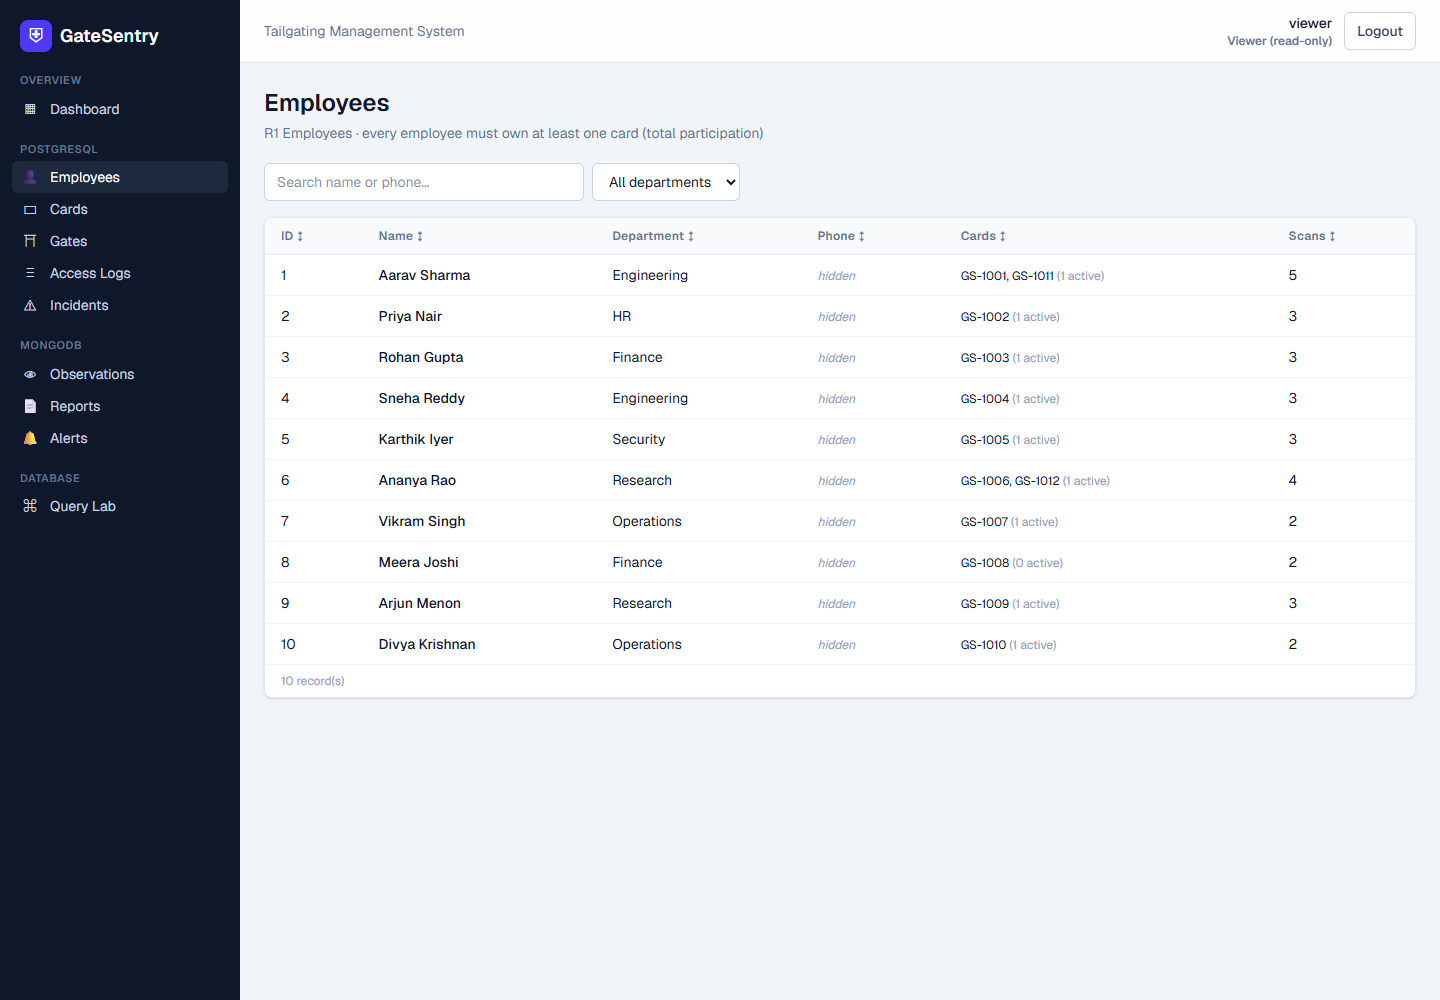 GateSentry
OVERVIEW
Dashboard
POSTGRESQL
Employees
Cards
Gates
Access Logs
Incidents
MONGODB
Observations
Reports
Alerts
DATABASE
Query Lab
Tailgating Management System
viewer
Viewer (read-only)
Logout
Employees
R1 Employees · every employee must own at least one card (total participation)
Search name or phone…
All departments
ID ↕ Name ↕ Department ↕ Phone ↕ Cards ↕ Scans ↕
1 Aarav Sharma Engineering hidden GS-1001, GS-1011 (1 active) 5
2 Priya Nair HR hidden GS-1002 (1 active) 3
3 Rohan Gupta Finance hidden GS-1003 (1 active) 3
4 Sneha Reddy Engineering hidden GS-1004 (1 active) 3
5 Karthik Iyer Security hidden GS-1005 (1 active) 3
6 Ananya Rao Research hidden GS-1006, GS-1012 (1 active) 4
7 Vikram Singh Operations hidden GS-1007 (1 active) 2
8 Meera Joshi Finance hidden GS-1008 (0 active) 2
9 Arjun Menon Research hidden GS-1009 (1 active) 3
10 Divya Krishnan Operations hidden GS-1010 (1 active) 2
10 record(s)